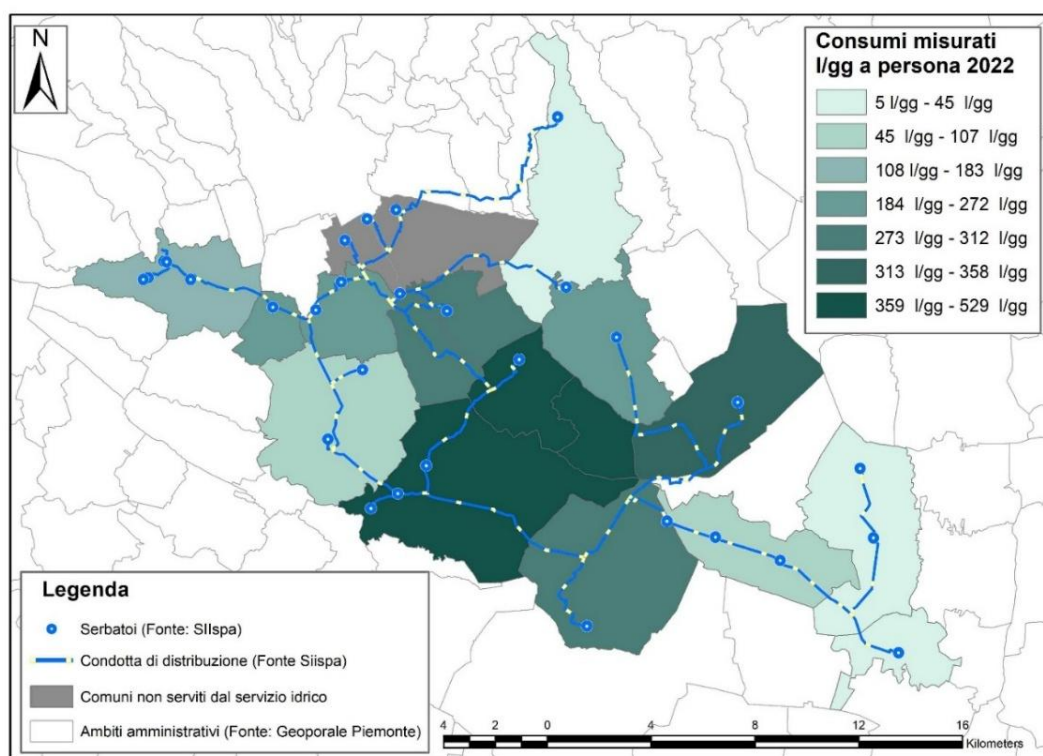 N
Consumi misurati
l/gg a persona 2022
5 l/gg - 45 l/gg
45 l/gg - 107 l/gg
108 l/gg - 183 l/gg
184 l/gg - 272 l/gg
273 l/gg - 312 l/gg
313 l/gg - 358 l/gg
359 l/gg - 529 l/gg
Legenda
Serbatoi (Fonte: SIIspa)
Condotta di distribuzione (Fonte Siispa)
Comuni non serviti dal servizio idrico
Ambiti amministrativi (Fonte: Geoporale Piemonte)
4 2 0 4 8 12 16
Kilometers